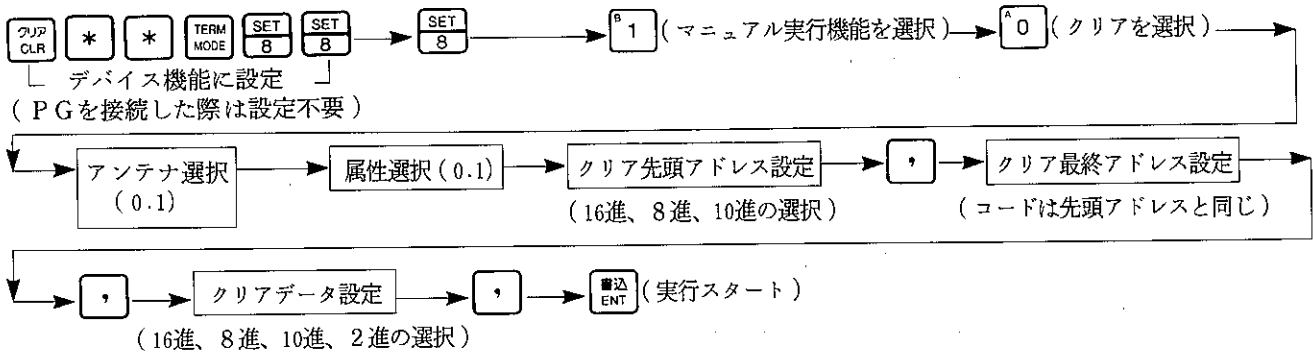 クリア CLR * * TERM MODE SET 8 SET 8 SET 8 B 1 (マニュアル実行機能を選択) A 0 (クリアを選択)
デバイス機能に設定
(PGを接続した際は設定不要)
アンテナ選択 (0.1) 属性選択(0.1) クリア先頭アドレス設定 , クリア最終アドレス設定
(16進、8進、10進の選択) (コードは先頭アドレスと同じ)
, クリアデータ設定 , 書込 ENT (実行スタート)
(16進、8進、10進、2進の選択)